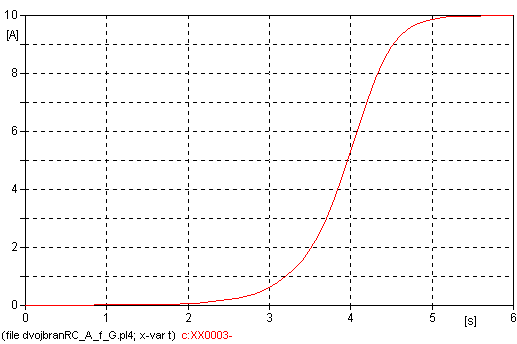 10
[A]
8
6
4
2
0
0 1 2 3 4 5 [s] 6
(file dvojbranRC_A_f_G.pl4; x-var t) c:XX0003-